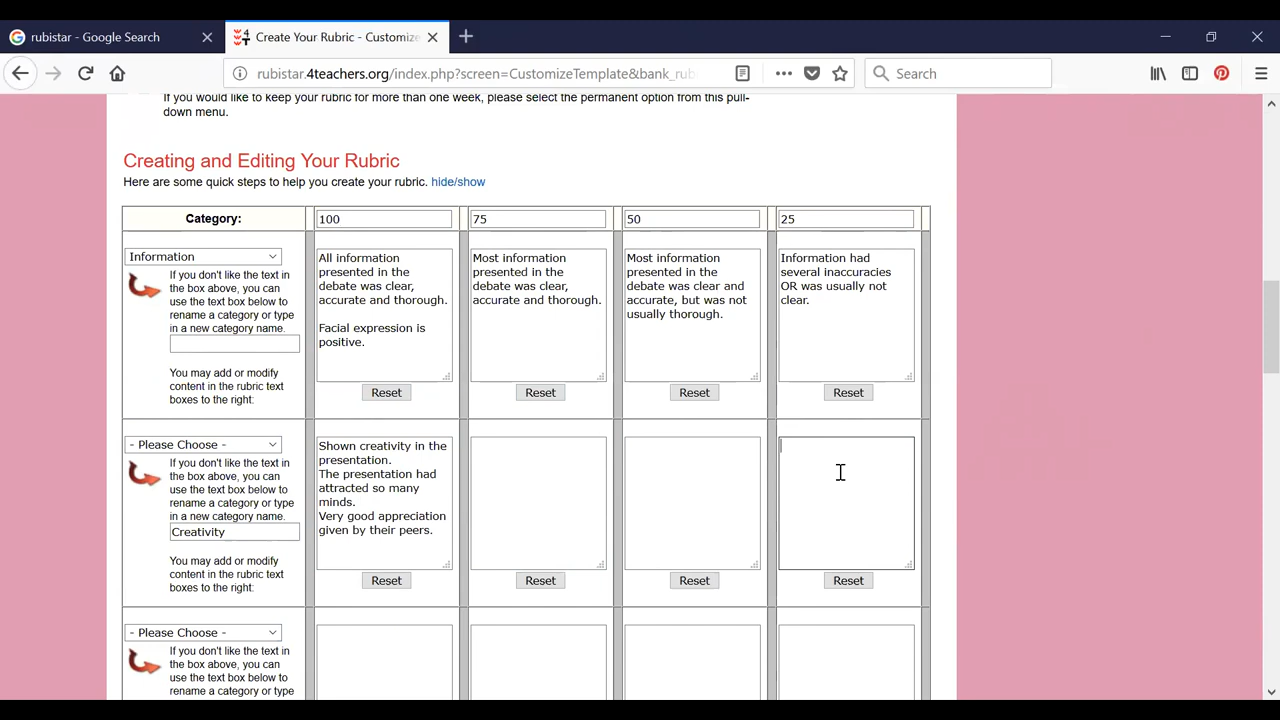 rubistar - Google Search
Create Your Rubric - Customize
rubistar.4teachers.org/index.php?screen=CustomizeTemplate&bank_rub
Search
If you would like to keep your rubric for more than one week, please select the permanent option from this pull-
down menu.
Creating and Editing Your Rubric
Here are some quick steps to help you create your rubric. hide/show
Category:
100
75
50
25
Information
If you don't like the text in
the box above, you can
use the text box below to
rename a category or type
in a new category name.
You may add or modify
content in the rubric text
boxes to the right:
All information
presented in the
debate was clear,
accurate and thorough.
Facial expression is
positive.
Reset
Most information
presented in the
debate was clear,
accurate and thorough.
Reset
Most information
presented in the
debate was clear and
accurate, but was not
usually thorough.
Reset
Information had
several inaccuracies
OR was usually not
clear.
Reset
- Please Choose -
If you don't like the text in
the box above, you can
use the text box below to
rename a category or type
in a new category name.
Creativity
You may add or modify
content in the rubric text
boxes to the right:
Shown creativity in the
presentation.
The presentation had
attracted so many
minds.
Very good appreciation
given by their peers.
Reset
Reset
Reset
Reset
- Please Choose -
If you don't like the text in
the box above, you can
use the text box below to
rename a category or type